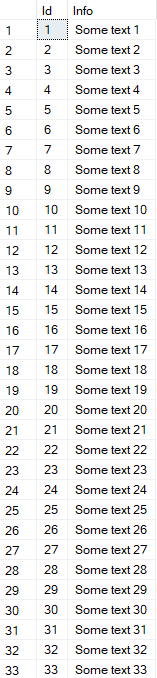 Id Info
1 1 Some text 1
2 2 Some text 2
3 3 Some text 3
4 4 Some text 4
5 5 Some text 5
6 6 Some text 6
7 7 Some text 7
8 8 Some text 8
9 9 Some text 9
10 10 Some text 10
11 11 Some text 11
12 12 Some text 12
13 13 Some text 13
14 14 Some text 14
15 15 Some text 15
16 16 Some text 16
17 17 Some text 17
18 18 Some text 18
19 19 Some text 19
20 20 Some text 20
21 21 Some text 21
22 22 Some text 22
23 23 Some text 23
24 24 Some text 24
25 25 Some text 25
26 26 Some text 26
27 27 Some text 27
28 28 Some text 28
29 29 Some text 29
30 30 Some text 30
31 31 Some text 31
32 32 Some text 32
33 33 Some text 33